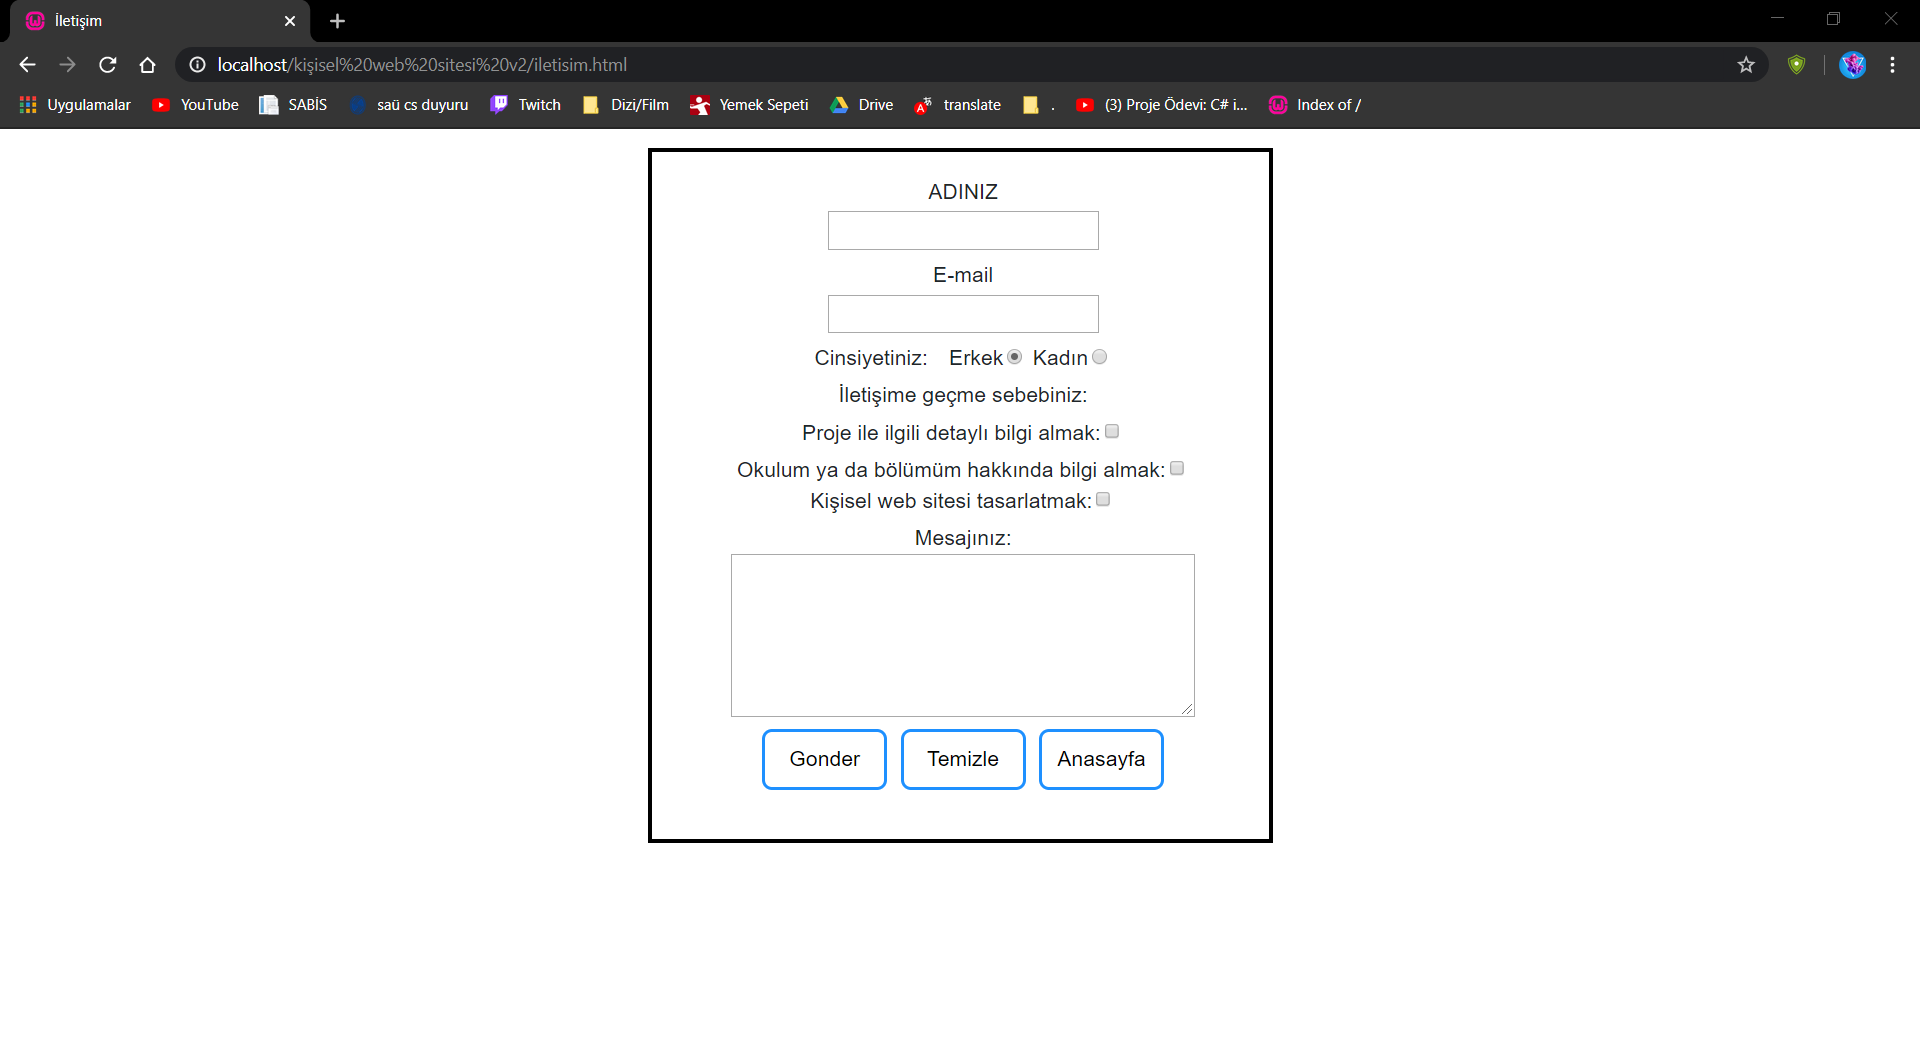 İletişim
localhost/kişisel%20web%20sitesi%20v2/iletisim.html
Uygulamalar YouTube SABİS saü cs duyuru Twitch Dizi/Film Yemek Sepeti Drive translate . (3) Proje Ödevi: C# i... Index of /
ADINIZ
E-mail
Cinsiyetiniz: Erkek Kadın
İletişime geçme sebebiniz:
Proje ile ilgili detaylı bilgi almak:
Okulum ya da bölümüm hakkında bilgi almak:
Kişisel web sitesi tasarlatmak:
Mesajınız:
Gonder Temizle Anasayfa